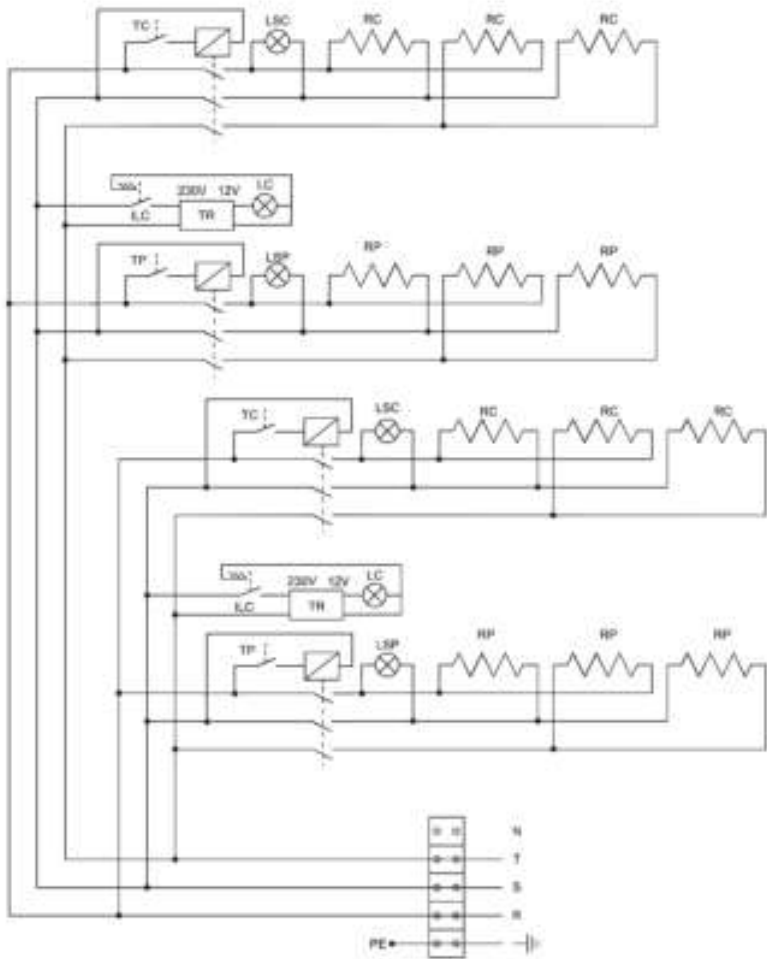 TC LSC RC RC RC
230V 12V LC
ILC TR
TP LSP RP RP RP
TC LSC RC RC RC
230V 12V LC
ILC TR
TP LSP RP RP RP
N
T
S
R
PE